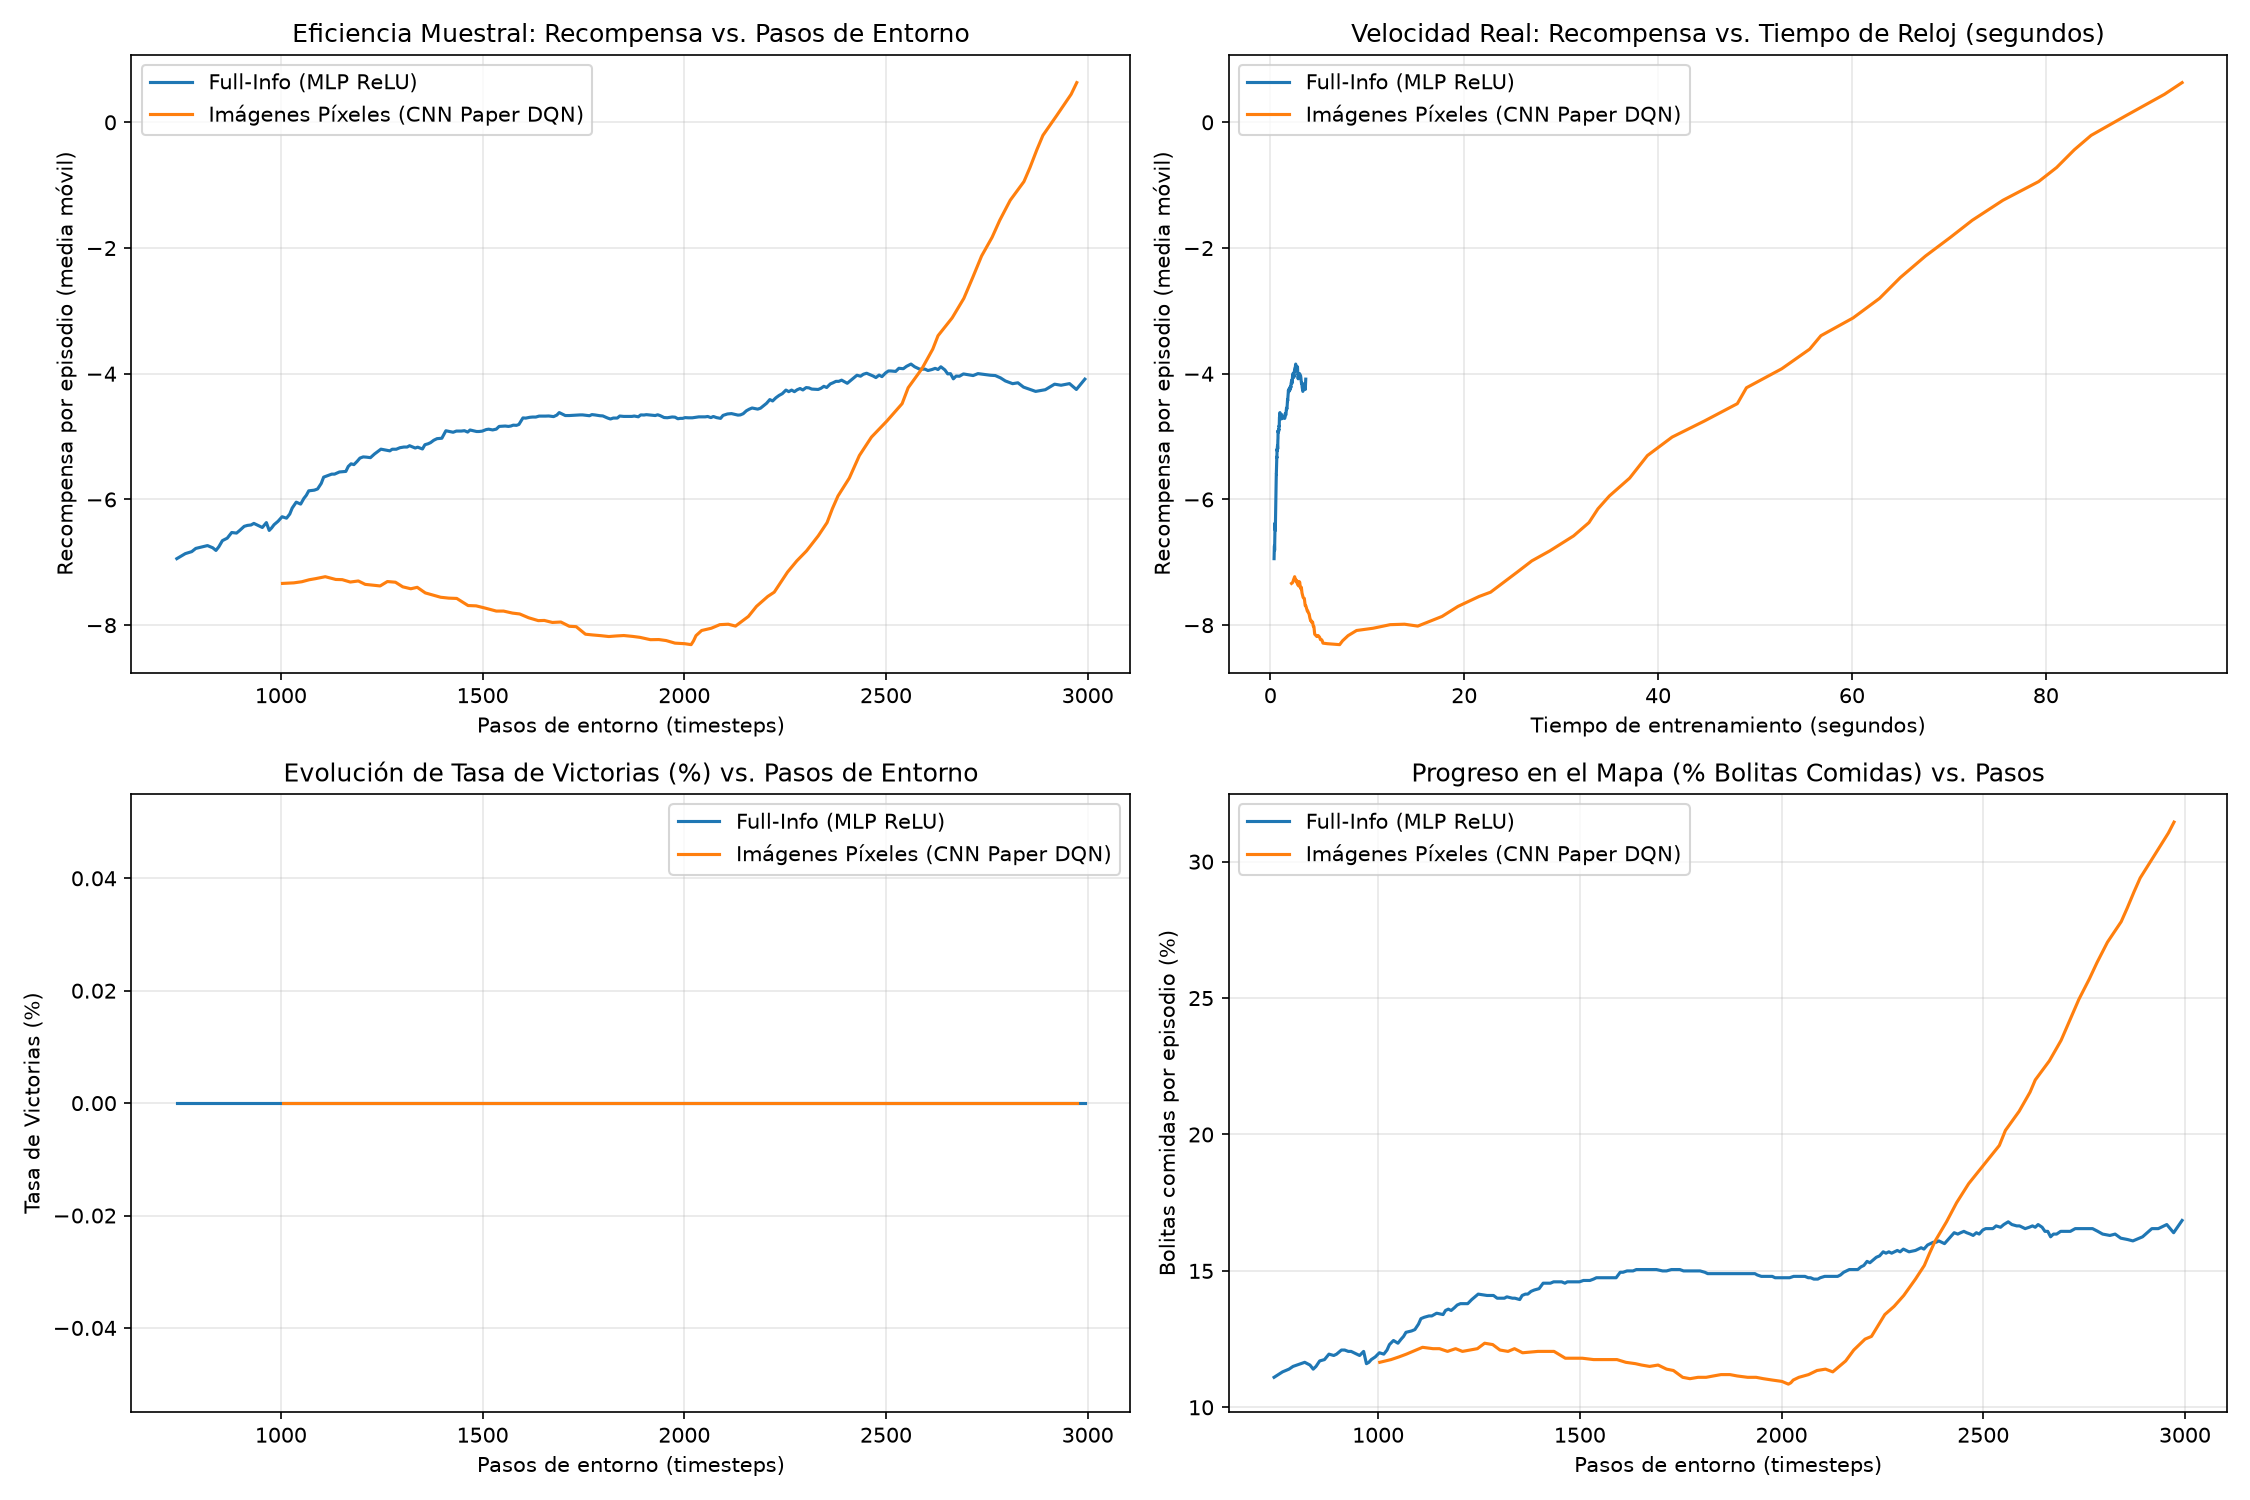 Eficiencia Muestral: Recompensa vs. Pasos de Entorno
Full-Info (MLP ReLU)
Imágenes Píxeles (CNN Paper DQN)
Recompensa por episodio (media móvil)
0
−2
−4
−6
−8
1000 1500 2000 2500 3000
Pasos de entorno (timesteps)
Velocidad Real: Recompensa vs. Tiempo de Reloj (segundos)
Full-Info (MLP ReLU)
Imágenes Píxeles (CNN Paper DQN)
Recompensa por episodio (media móvil)
0
−2
−4
−6
−8
0 20 40 60 80
Tiempo de entrenamiento (segundos)
Evolución de Tasa de Victorias (%) vs. Pasos de Entorno
Full-Info (MLP ReLU)
Imágenes Píxeles (CNN Paper DQN)
Tasa de Victorias (%)
0.04
0.02
0.00
−0.02
−0.04
1000 1500 2000 2500 3000
Pasos de entorno (timesteps)
Progreso en el Mapa (% Bolitas Comidas) vs. Pasos
Full-Info (MLP ReLU)
Imágenes Píxeles (CNN Paper DQN)
Bolitas comidas por episodio (%)
30
25
20
15
10
1000 1500 2000 2500 3000
Pasos de entorno (timesteps)